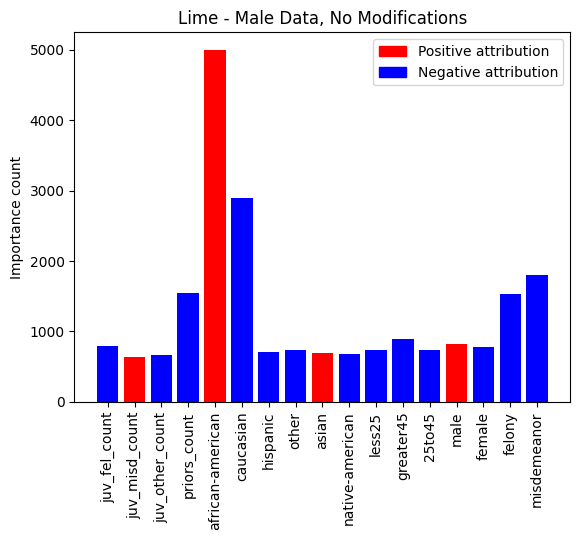 Lime - Male Data, No Modifications
Positive attribution
Negative attribution
Importance count
5000
4000
3000
2000
1000
0
juv_fel_count
juv_misd_count
juv_other_count
priors_count
african-american
caucasian
hispanic
other
asian
native-american
less25
greater45
25to45
male
female
felony
misdemeanor